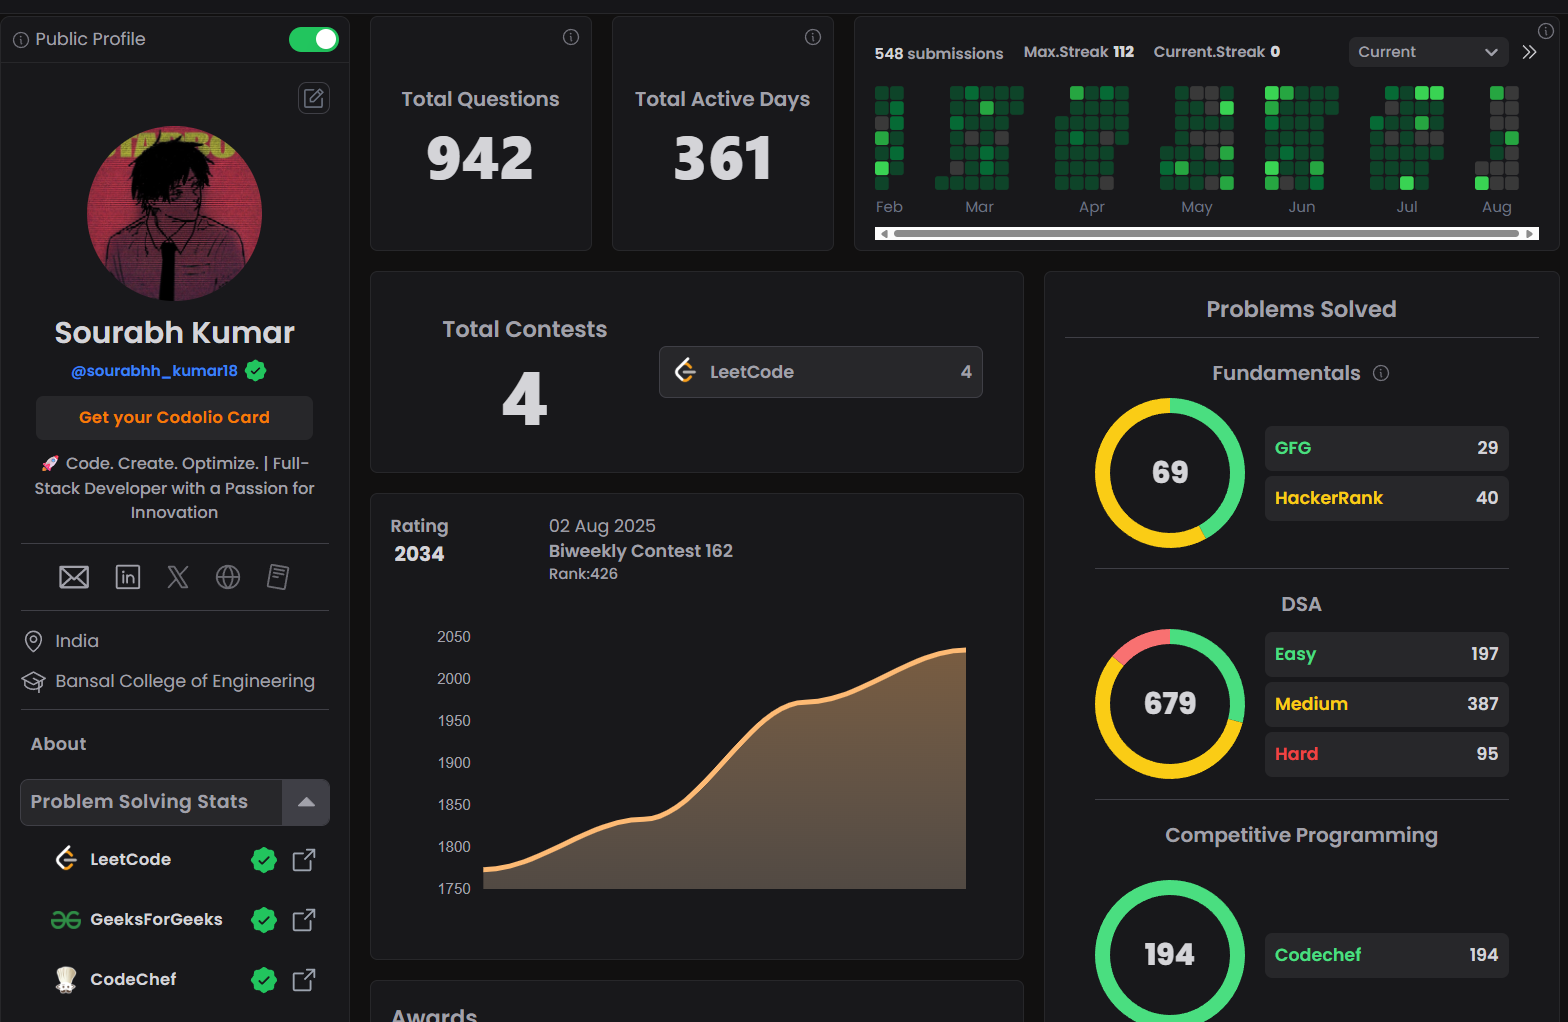 Public Profile
Sourabh Kumar
@sourabhh_kumar18
Get your Codolio Card
🚀 Code. Create. Optimize. | Full-
Stack Developer with a Passion for
Innovation
India
Bansal College of Engineering
About
Problem Solving Stats
LeetCode
GeeksForGeeks
CodeChef
Total Questions
942
Total Active Days
361
548 submissions Max.Streak 112 Current.Streak 0 Current
Feb Mar Apr May Jun Jul Aug
Total Contests
4
LeetCode 4
Rating
2034
02 Aug 2025
Biweekly Contest 162
Rank:426
2050
2000
1950
1900
1850
1800
1750
Awards
Problems Solved
Fundamentals
69
GFG 29
HackerRank 40
DSA
679
Easy 197
Medium 387
Hard 95
Competitive Programming
194
Codechef 194